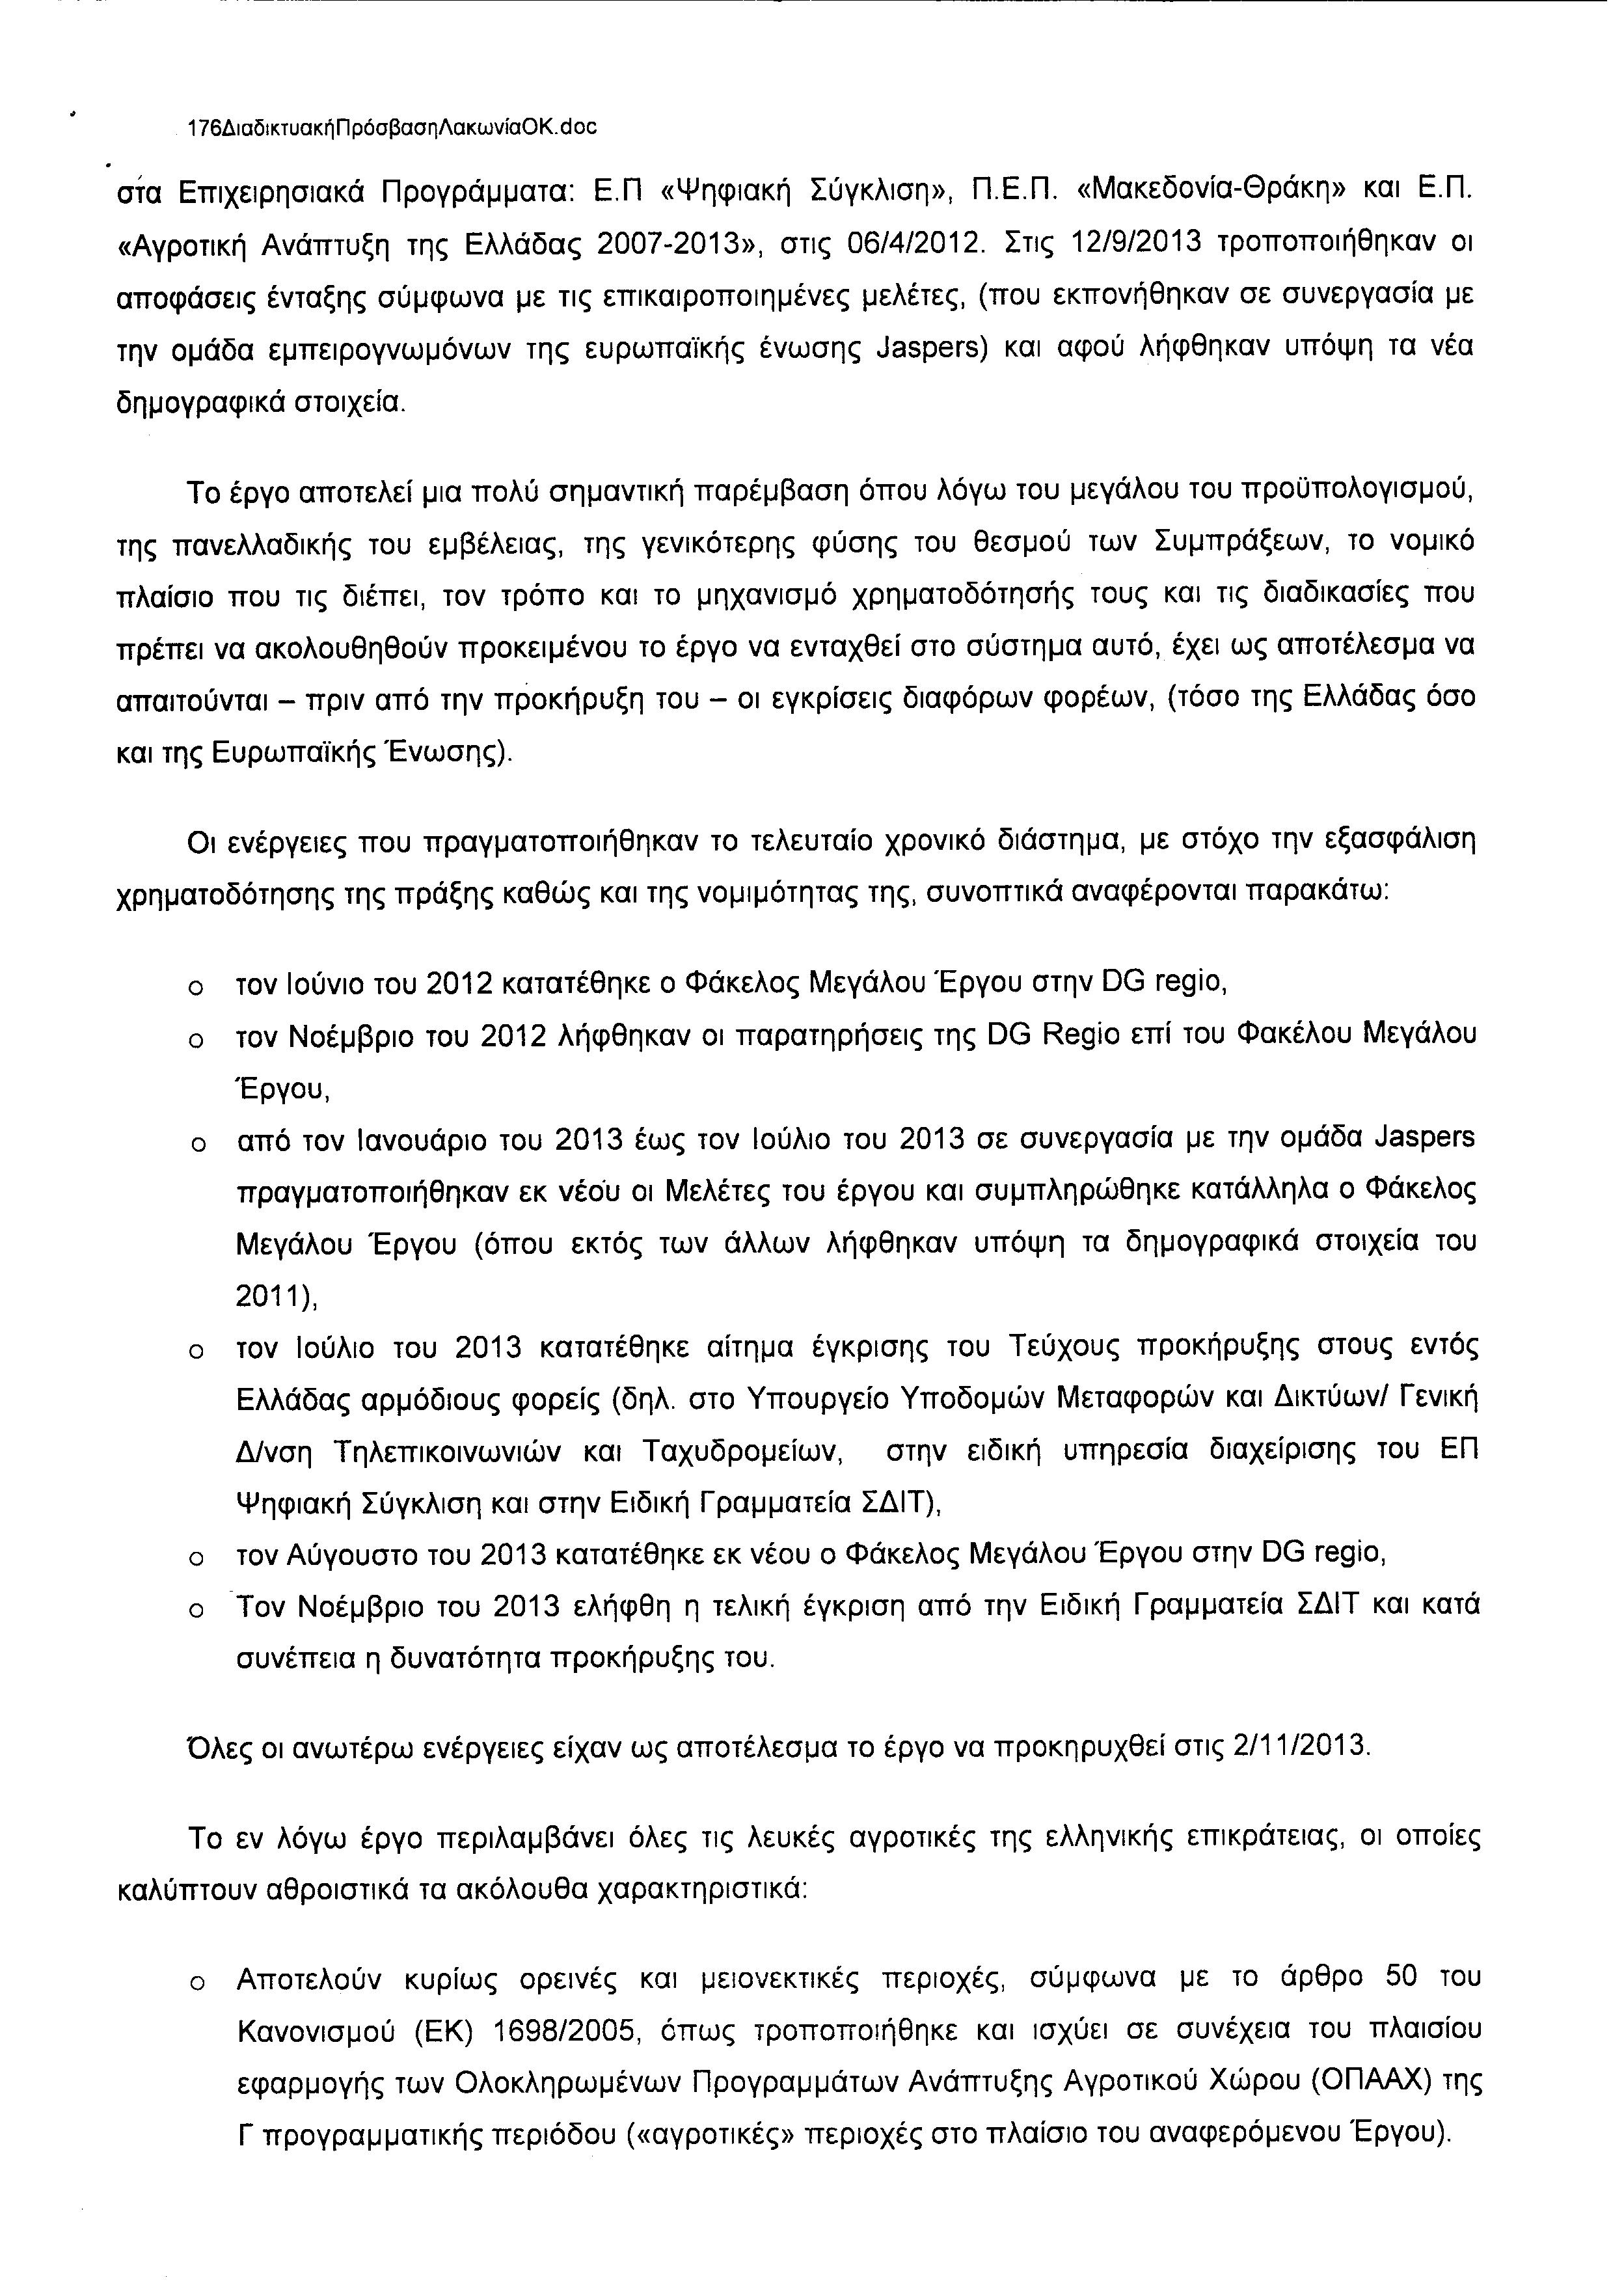 176ΔιαδικτυακήΠρόσβασηΛακωνίαΟΚ.doc
στα Επιχειρησιακά Προγράμματα: Ε.Π «Ψηφιακή Σύγκλιση», Π.Ε.Π. «Μακεδονία-Θράκη» και Ε.Π.
«Αγροτική Ανάπτυξη της Ελλάδας 2007-2013», στις 06/4/2012. Στις 12/9/2013 τροποποιήθηκαν οι
αποφάσεις ένταξης σύμφωνα με τις επικαιροποιημένες μελέτες, (που εκπονήθηκαν σε συνεργασία με
την ομάδα εμπειρογνωμόνων της ευρωπαϊκής ένωσης Jaspers) και αφού λήφθηκαν υπόψη τα νέα
δημογραφικά στοιχεία.
Το έργο αποτελεί μια πολύ σημαντική παρέμβαση όπου λόγω του μεγάλου του προϋπολογισμού,
της πανελλαδικής του εμβέλειας, της γενικότερης φύσης του θεσμού των Συμπράξεων, το νομικό
πλαίσιο που τις διέπει, τον τρόπο και το μηχανισμό χρηματοδότησής τους και τις διαδικασίες που
πρέπει να ακολουθηθούν προκειμένου το έργο να ενταχθεί στο σύστημα αυτό, έχει ως αποτέλεσμα να
απαιτούνται – πριν από την προκήρυξη του – οι εγκρίσεις διαφόρων φορέων, (τόσο της Ελλάδας όσο
και της Ευρωπαϊκής Ένωσης).
Οι ενέργειες που πραγματοποιήθηκαν το τελευταίο χρονικό διάστημα, με στόχο την εξασφάλιση
χρηματοδότησης της πράξης καθώς και της νομιμότητας της, συνοπτικά αναφέρονται παρακάτω:
o τον Ιούνιο του 2012 κατατέθηκε ο Φάκελος Μεγάλου Έργου στην DG regio,
o τον Νοέμβριο του 2012 λήφθηκαν οι παρατηρήσεις της DG Regio επί του Φακέλου Μεγάλου
Έργου,
o από τον Ιανουάριο του 2013 έως τον Ιούλιο του 2013 σε συνεργασία με την ομάδα Jaspers
πραγματοποιήθηκαν εκ νέου οι Μελέτες του έργου και συμπληρώθηκε κατάλληλα ο Φάκελος
Μεγάλου Έργου (όπου εκτός των άλλων λήφθηκαν υπόψη τα δημογραφικά στοιχεία του
2011),
o τον Ιούλιο του 2013 κατατέθηκε αίτημα έγκρισης του Τεύχους προκήρυξης στους εντός
Ελλάδας αρμόδιους φορείς (δηλ. στο Υπουργείο Υποδομών Μεταφορών και Δικτύων/ Γενική
Δ/νση Τηλεπικοινωνιών και Ταχυδρομείων, στην ειδική υπηρεσία διαχείρισης του ΕΠ
Ψηφιακή Σύγκλιση και στην Ειδική Γραμματεία ΣΔΙΤ),
o τον Αύγουστο του 2013 κατατέθηκε εκ νέου ο Φάκελος Μεγάλου Έργου στην DG regio,
o Τον Νοέμβριο του 2013 ελήφθη η τελική έγκριση από την Ειδική Γραμματεία ΣΔΙΤ και κατά
συνέπεια η δυνατότητα προκήρυξης του.
Όλες οι ανωτέρω ενέργειες είχαν ως αποτέλεσμα το έργο να προκηρυχθεί στις 2/11/2013.
Το εν λόγω έργο περιλαμβάνει όλες τις λευκές αγροτικές της ελληνικής επικράτειας, οι οποίες
καλύπτουν αθροιστικά τα ακόλουθα χαρακτηριστικά:
o Αποτελούν κυρίως ορεινές και μειονεκτικές περιοχές, σύμφωνα με το άρθρο 50 του
Κανονισμού (ΕΚ) 1698/2005, όπως τροποποιήθηκε και ισχύει σε συνέχεια του πλαισίου
εφαρμογής των Ολοκληρωμένων Προγραμμάτων Ανάπτυξης Αγροτικού Χώρου (ΟΠΑΑΧ) της
Γ προγραμματικής περιόδου («αγροτικές» περιοχές στο πλαίσιο του αναφερόμενου Έργου).